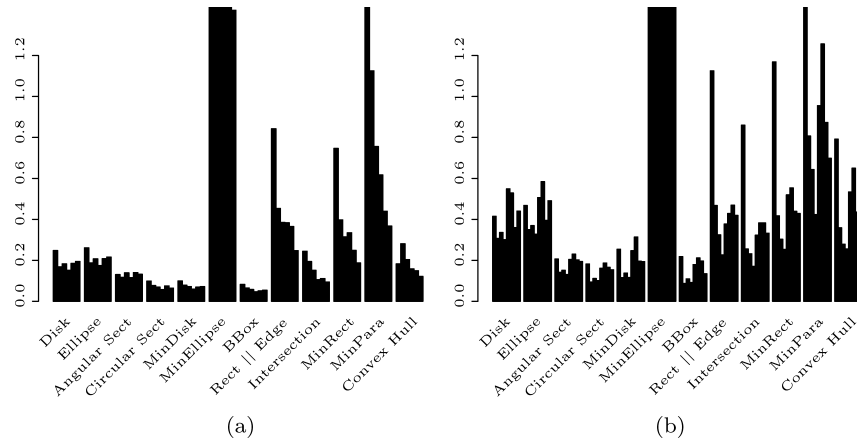 0.0 0.2 0.4 0.6 0.8 1.0 1.2
Disk
Ellipse
Angular Sect
Circular Sect
MinDisk
MinEllipse
BBox
Rect || Edge
Intersection
MinRect
MinPara
Convex Hull
(a)
0.0 0.2 0.4 0.6 0.8 1.0 1.2
Disk
Ellipse
Angular Sect
Circular Sect
MinDisk
MinEllipse
BBox
Rect || Edge
Intersection
MinRect
MinPara
Convex Hull
(b)